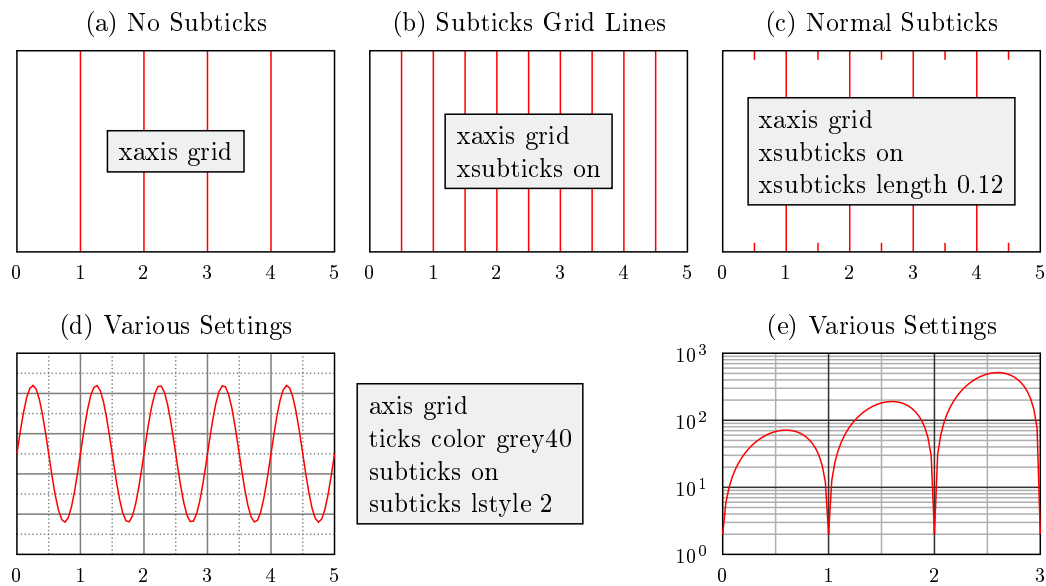 (a) No Subticks
(b) Subticks Grid Lines
(c) Normal Subticks
xaxis grid
xaxis grid
xsubticks on
xaxis grid
xsubticks on
xsubticks length 0.12
0 1 2 3 4 5
0 1 2 3 4 5
0 1 2 3 4 5
(d) Various Settings
(e) Various Settings
axis grid
ticks color grey40
subticks on
subticks lstyle 2
10³
10²
10¹
10⁰
0 1 2 3 4 5
0 1 2 3